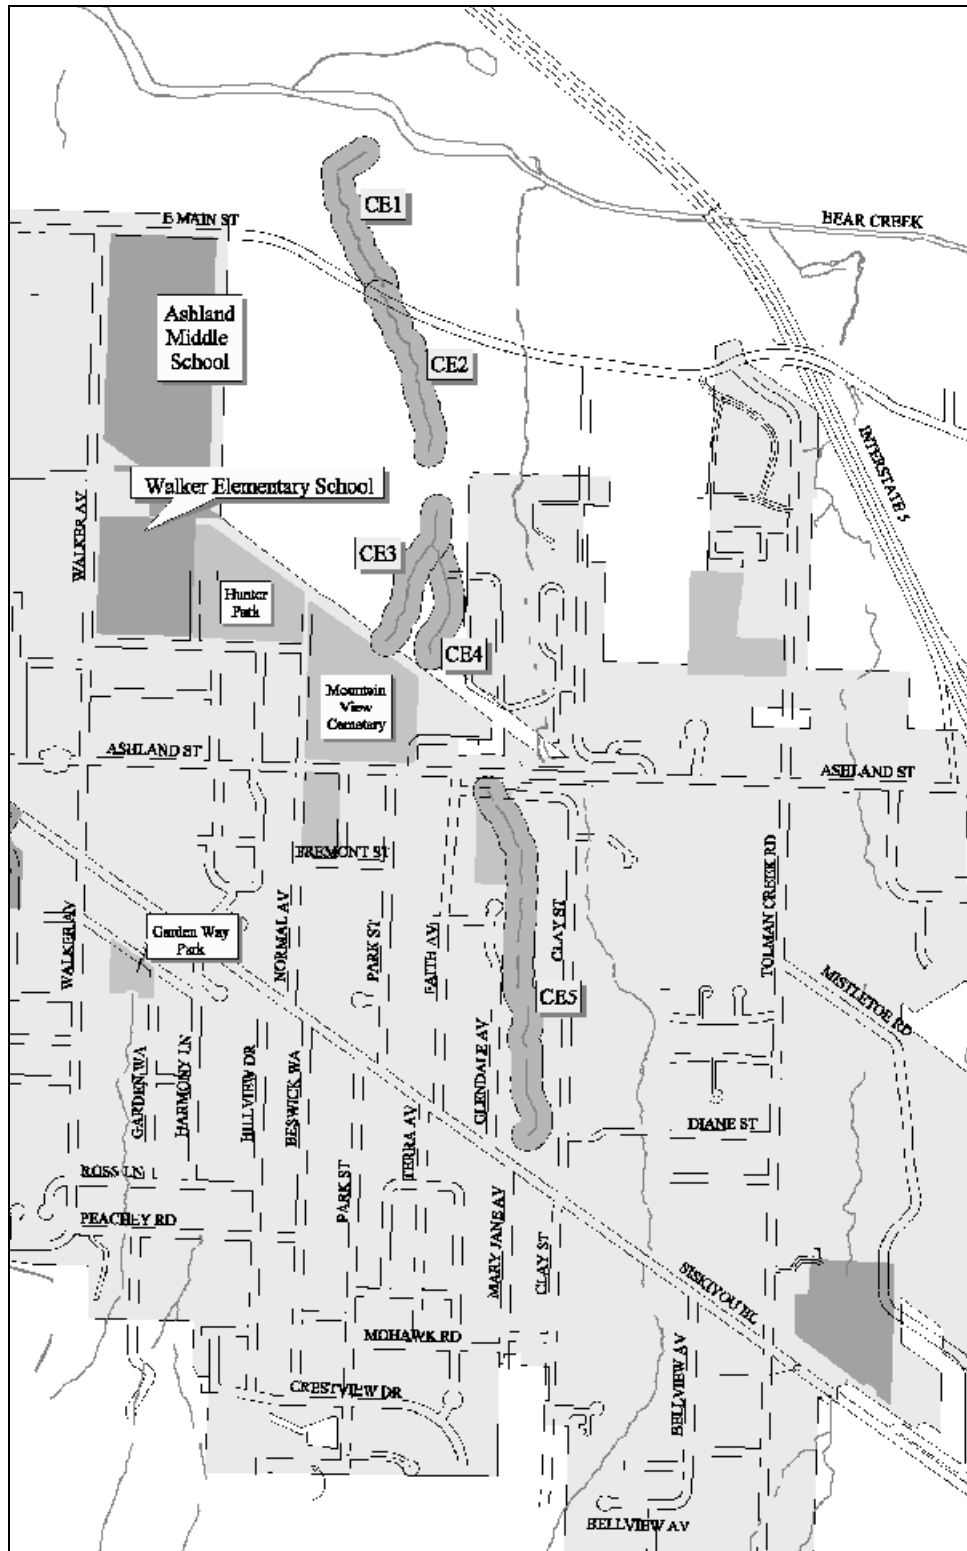 CE1
E MAIN ST
BEAR CREEK
Ashland
Middle
School
CE2
INTERSTATE 5
Walker Elementary School
WALKER AV
CE3
Hunter
Park
CE4
Mountain
View
Cemetary
ASHLAND ST
ASHLAND ST
FREMONT ST
TOLMAN CREEK RD
WALKER AV
Garden Way
Park
NORMAL AV
PARK ST
FAITH AV
CLAY ST
CE5
MISTLETOE RD
GARDEN WA
HARMONY LN
HILLVIEW DR
BESWICK WA
GLENDALE AV
TERRA AV
DIANE ST
ROSS LN
PARK ST
PEACHEY RD
MARY JANE AV
CLAY ST
SISKIYOU BL
MOHAWK RD
BELLVIEW AV
CRESTVIEW DR
BELLVIEW AV